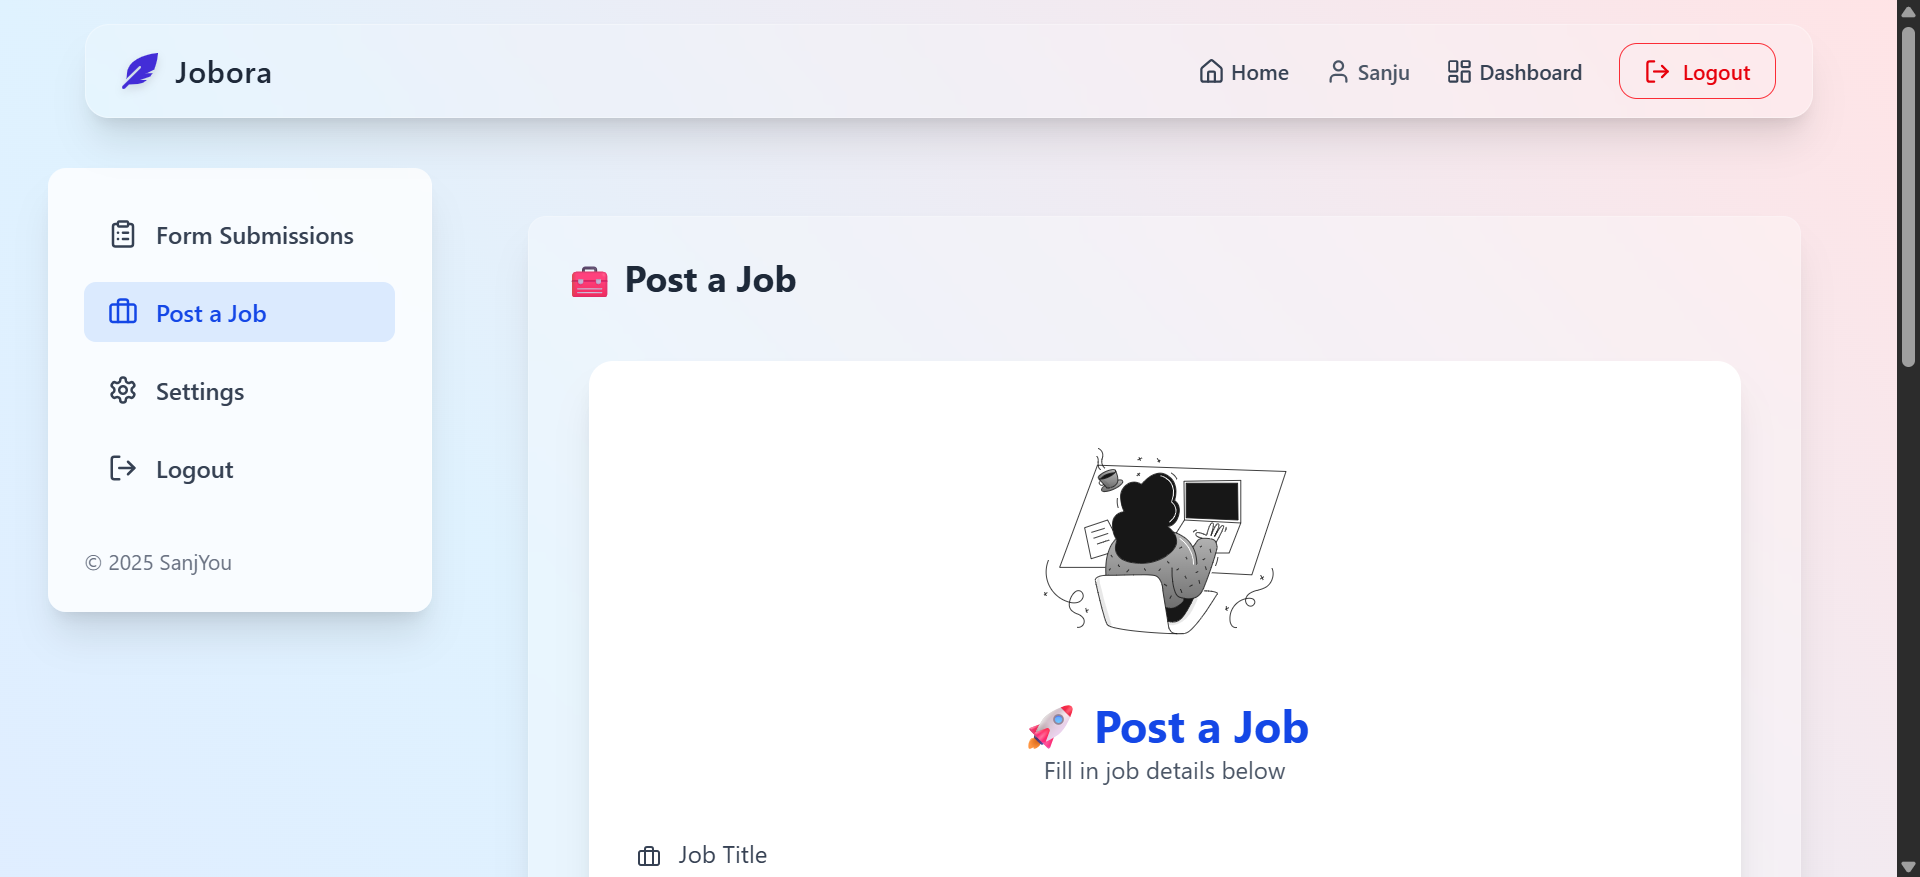 Jobora
Home
Sanju
Dashboard
Logout
Form Submissions
Post a Job
Settings
Logout
© 2025 SanjYou
Post a Job
Post a Job
Fill in job details below
Job Title